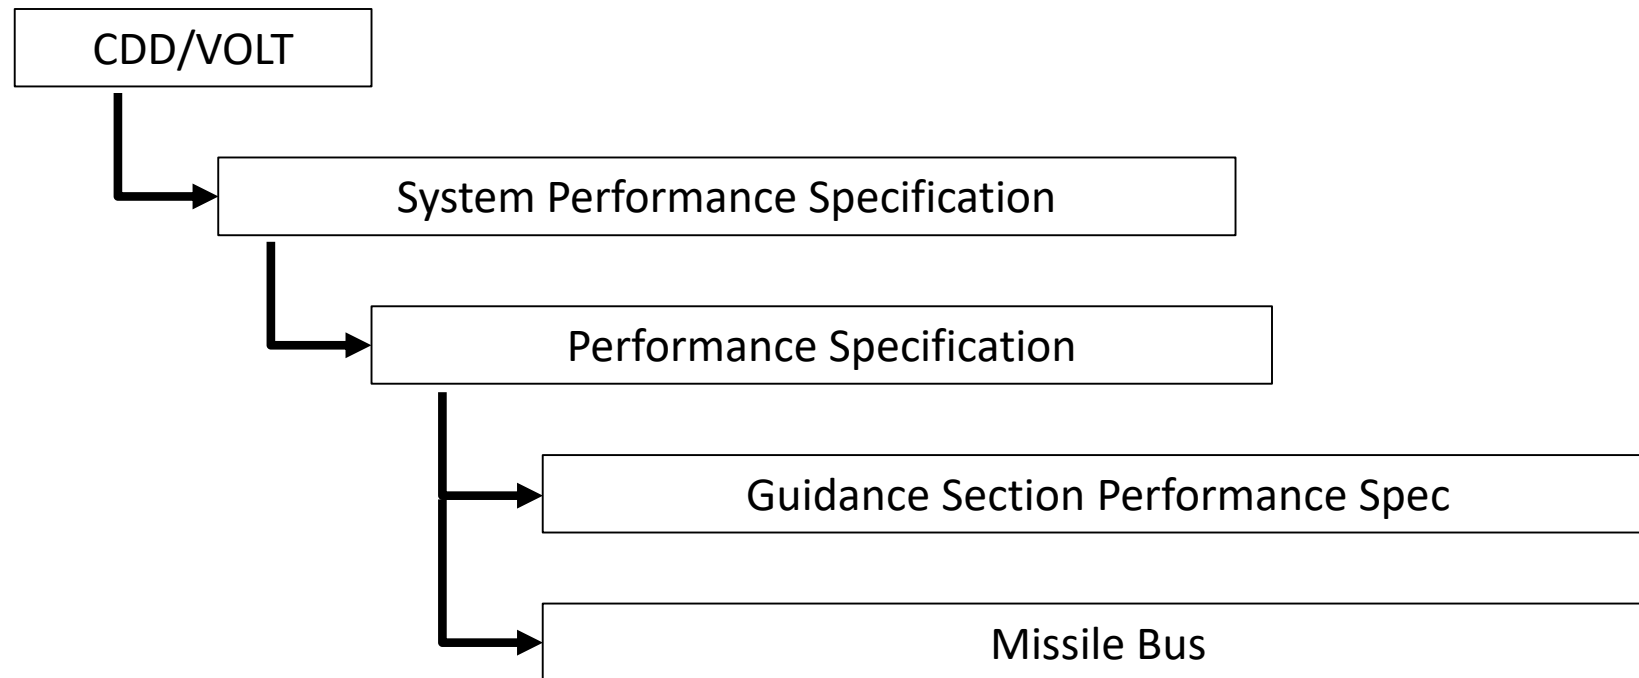 CDD/VOLT
System Performance Specification
Performance Specification
Guidance Section Performance Spec
Missile Bus